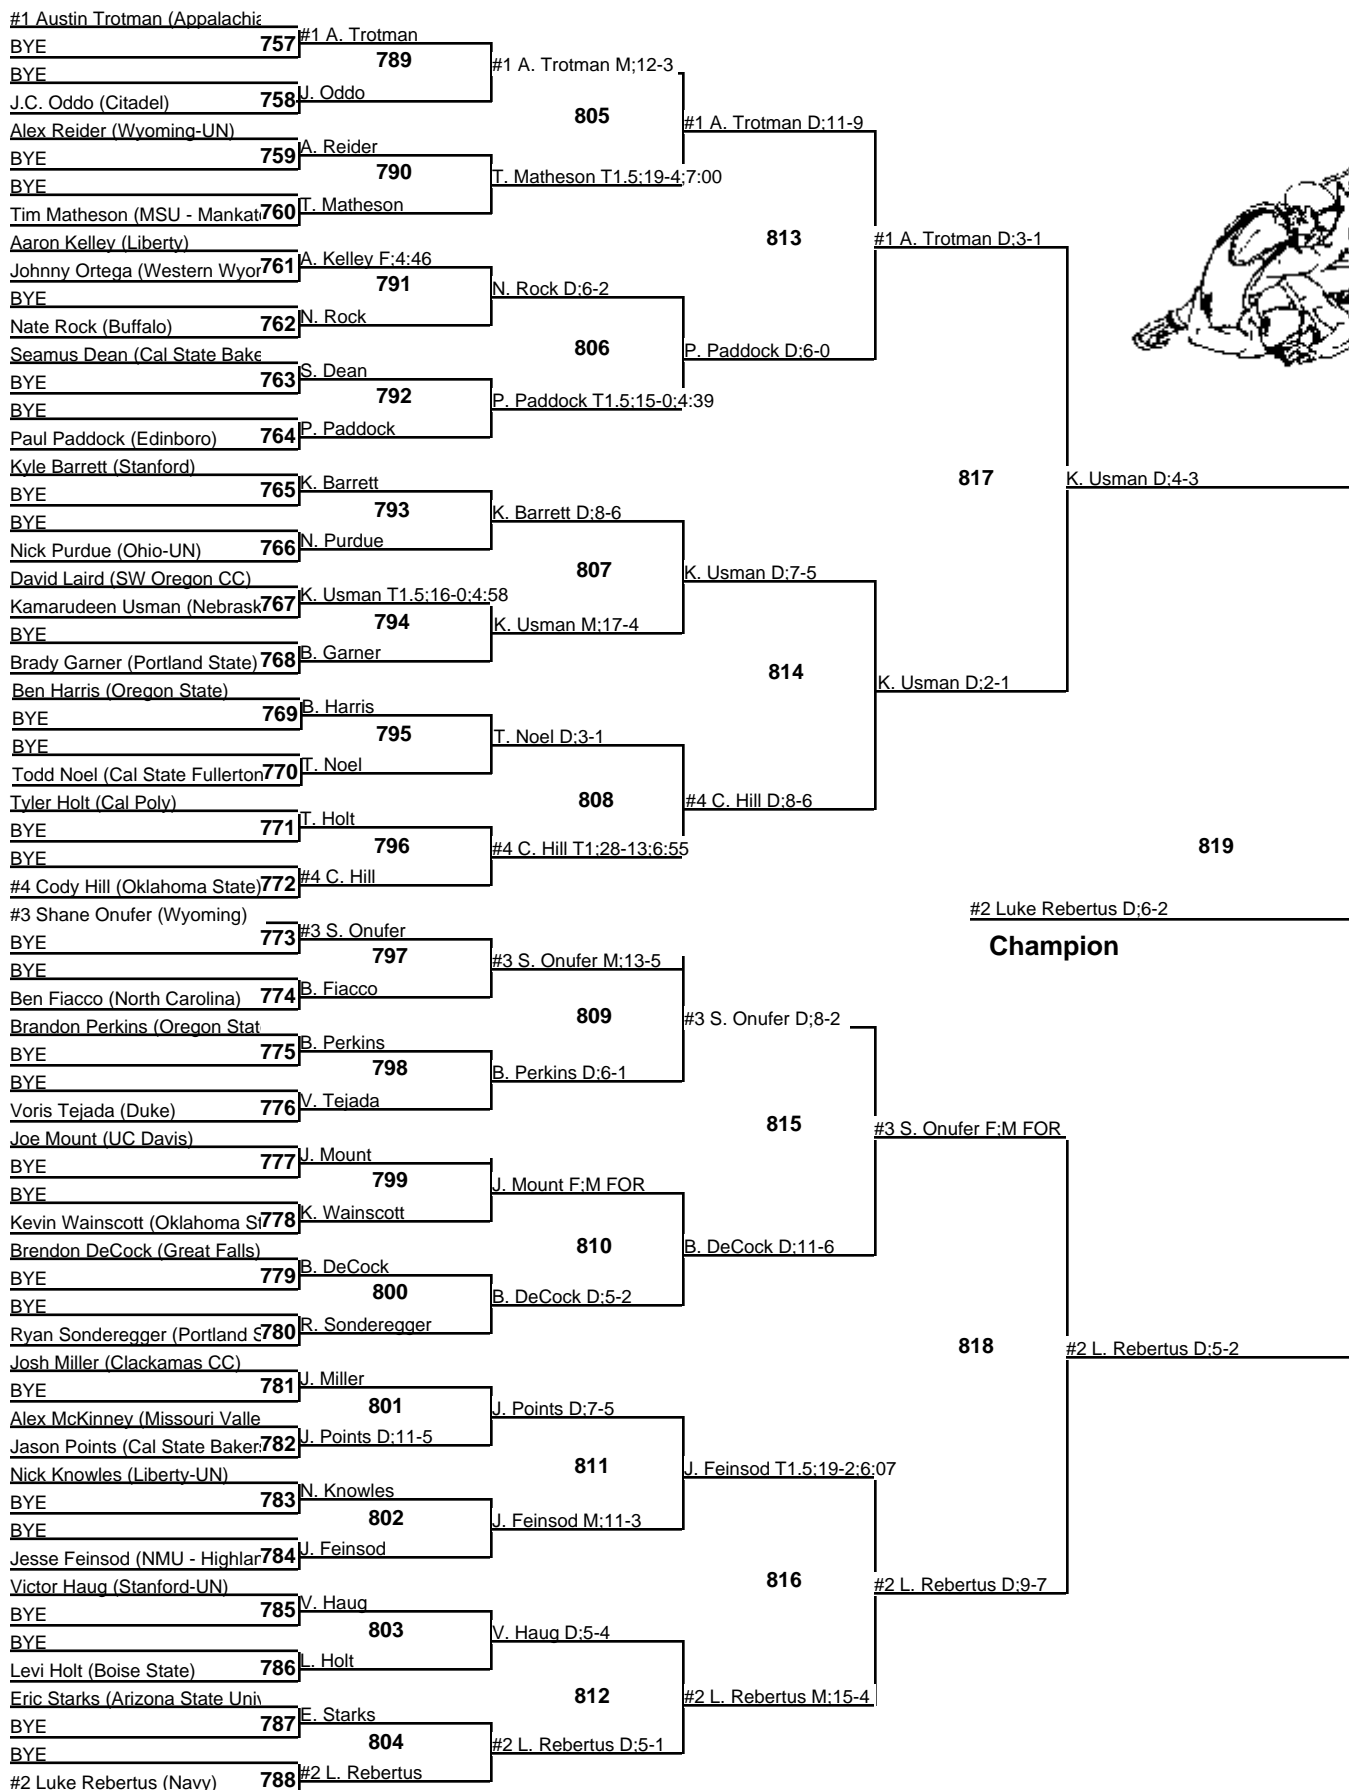 #1 Austin Trotman (Appalachia
BYE
757
BYE
J.C. Oddo (Citadel)
758
Alex Reider (Wyoming-UN)
BYE
759
BYE
Tim Matheson (MSU - Mankat
760
Aaron Kelley (Liberty)
Johnny Ortega (Western Wyor
761
BYE
Nate Rock (Buffalo)
762
Seamus Dean (Cal State Bake
BYE
763
BYE
Paul Paddock (Edinboro)
764
Kyle Barrett (Stanford)
BYE
765
BYE
Nick Purdue (Ohio-UN)
766
David Laird (SW Oregon CC)
Kamarudeen Usman (Nebrask
767
BYE
Brady Garner (Portland State)
768
Ben Harris (Oregon State)
BYE
769
BYE
Todd Noel (Cal State Fullerton
770
Tyler Holt (Cal Poly)
BYE
771
BYE
#4 Cody Hill (Oklahoma State)
772
#3 Shane Onufer (Wyoming)
BYE
773
BYE
Ben Fiacco (North Carolina)
774
Brandon Perkins (Oregon Stat
BYE
775
BYE
Voris Tejada (Duke)
776
Joe Mount (UC Davis)
BYE
777
BYE
Kevin Wainscott (Oklahoma St
778
Brendon DeCock (Great Falls)
BYE
779
BYE
Ryan Sonderegger (Portland S
780
Josh Miller (Clackamas CC)
BYE
781
Alex McKinney (Missouri Valle
Jason Points (Cal State Baker
782
Nick Knowles (Liberty-UN)
BYE
783
BYE
Jesse Feinsod (NMU - Highlar
784
Victor Haug (Stanford-UN)
BYE
785
BYE
Levi Holt (Boise State)
786
Eric Starks (Arizona State Univ
BYE
787
BYE
#2 Luke Rebertus (Navy)
788
#1 A. Trotman
789
J. Oddo
A. Reider
790
T. Matheson
A. Kelley F;4:46
791
N. Rock
S. Dean
792
P. Paddock
K. Barrett
793
N. Purdue
K. Usman T1.5;16-0;4:58
794
B. Garner
B. Harris
795
T. Noel
T. Holt
796
#4 C. Hill
#3 S. Onufer
797
B. Fiacco
B. Perkins
798
V. Tejada
J. Mount
799
K. Wainscott
B. DeCock
800
R. Sonderegger
J. Miller
801
J. Points D;11-5
N. Knowles
802
J. Feinsod
V. Haug
803
L. Holt
E. Starks
804
#2 L. Rebertus
#1 A. Trotman M;12-3
805
T. Matheson T1.5;19-4;7:00
N. Rock D;6-2
806
P. Paddock T1.5;15-0;4:39
K. Barrett D;8-6
807
K. Usman M;17-4
T. Noel D;3-1
808
#4 C. Hill T1;28-13;6:55
#3 S. Onufer M;13-5
809
B. Perkins D;6-1
J. Mount F;M FOR
810
B. DeCock D;5-2
J. Points D;7-5
811
J. Feinsod M;11-3
V. Haug D;5-4
812
#2 L. Rebertus D;5-1
#1 A. Trotman D;11-9
813
P. Paddock D;6-0
K. Usman D;7-5
814
#4 C. Hill D;8-6
#3 S. Onufer D;8-2
815
B. DeCock D;11-6
J. Feinsod T1.5;19-2;6:07
816
#2 L. Rebertus M;15-4
#1 A. Trotman D;3-1
817
K. Usman D;2-1
#3 S. Onufer F;M FOR
818
#2 L. Rebertus D;9-7
K. Usman D;4-3
819
#2 L. Rebertus D;5-2
#2 Luke Rebertus D;6-2
Champion